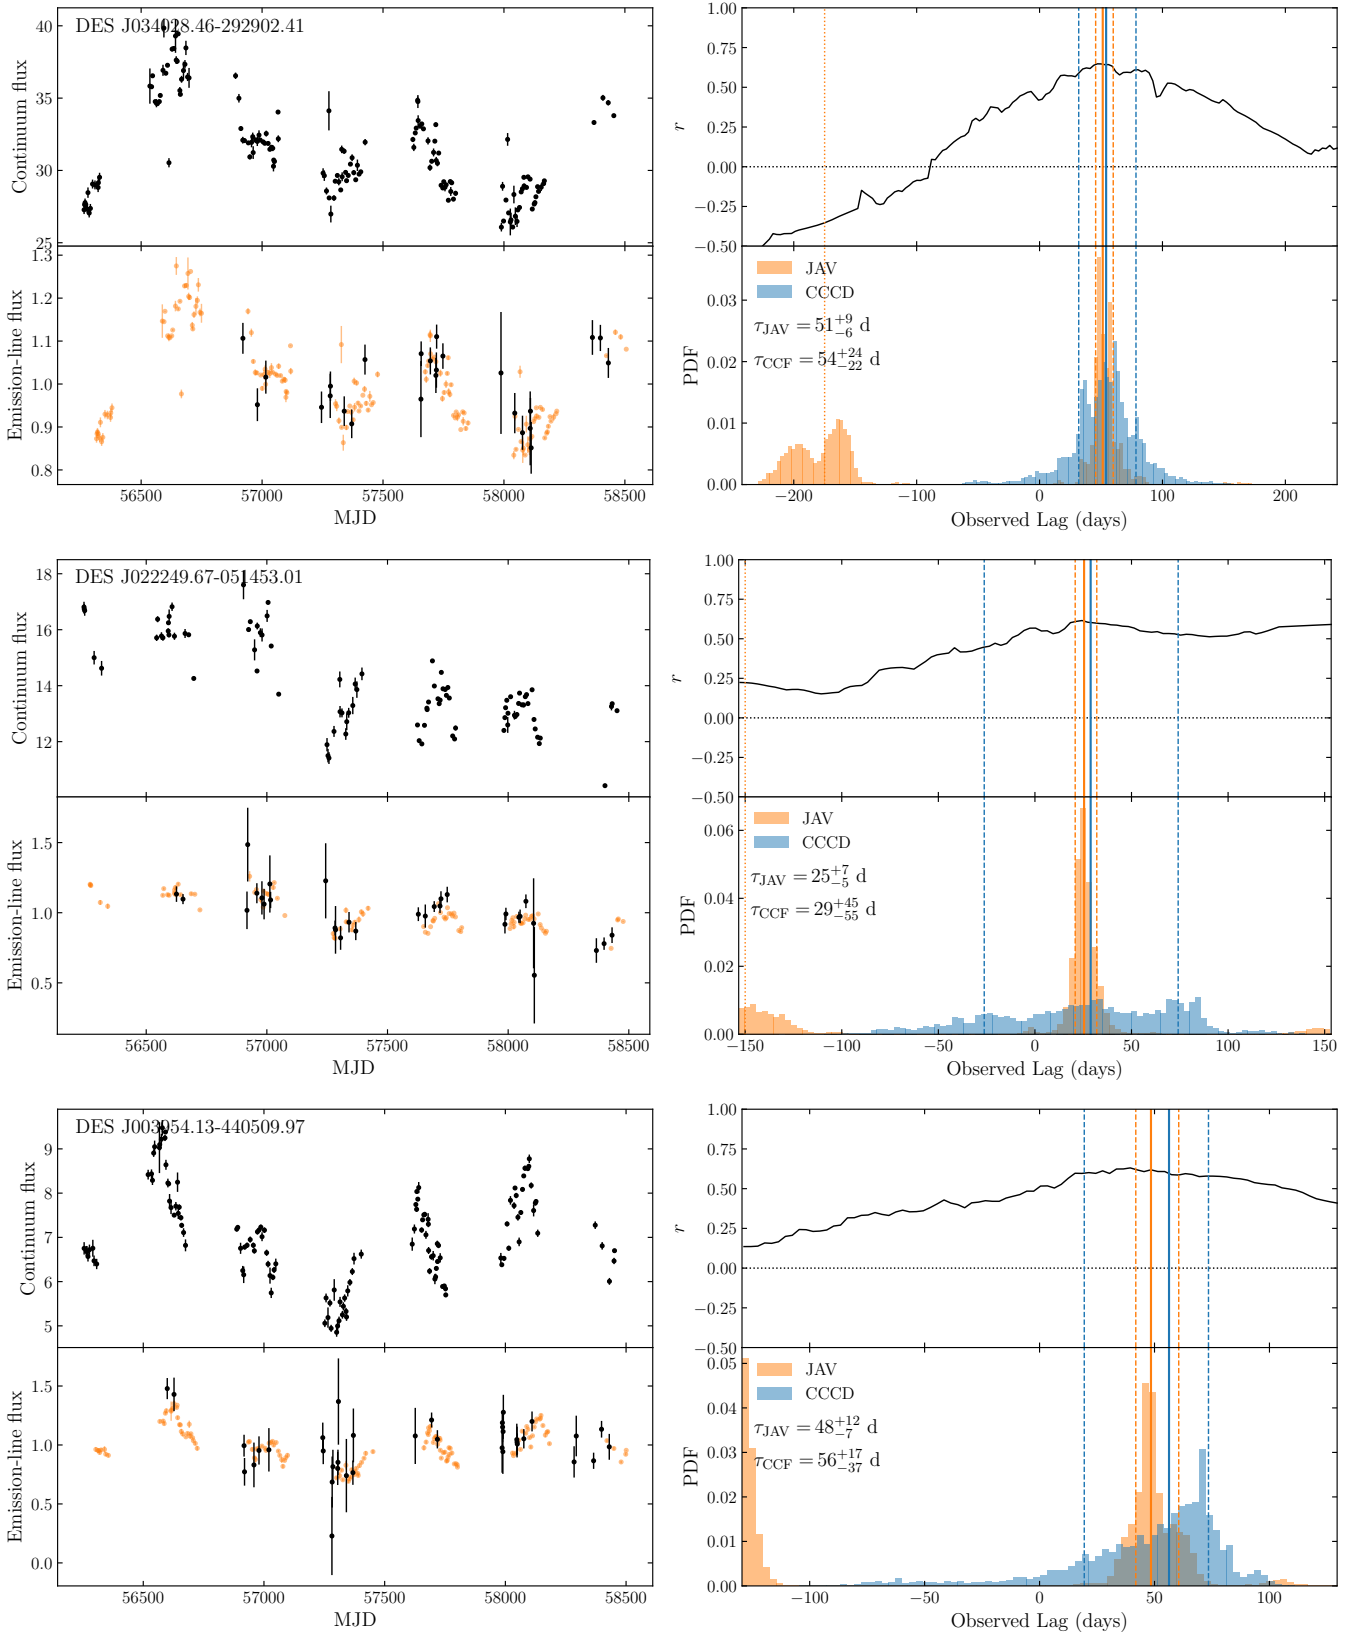 DES J034028.46-292902.41
Continuum flux
40
35
30
25
Emission-line flux
1.3
1.2
1.1
1.0
0.9
0.8
56500 57000 57500 58000 58500
MJD
r
1.00
0.75
0.50
0.25
0.00
−0.25
−0.50
JAV
CCCD
τJAV = 51+9−6 d
τCCF = 54+24−22 d
PDF
0.03
0.02
0.01
0.00
−200 −100 0 100 200
Observed Lag (days)
DES J022249.67-051453.01
Continuum flux
18
16
14
12
Emission-line flux
1.5
1.0
0.5
56500 57000 57500 58000 58500
MJD
r
1.00
0.75
0.50
0.25
0.00
−0.25
−0.50
JAV
CCCD
τJAV = 25+7−5 d
τCCF = 29+45−55 d
PDF
0.06
0.04
0.02
0.00
−150 −100 −50 0 50 100 150
Observed Lag (days)
DES J003954.13-440509.97
Continuum flux
9
8
7
6
5
Emission-line flux
1.5
1.0
0.5
0.0
56500 57000 57500 58000 58500
MJD
r
1.00
0.75
0.50
0.25
0.00
−0.25
−0.50
JAV
CCCD
τJAV = 48+12−7 d
τCCF = 56+17−37 d
PDF
0.05
0.04
0.03
0.02
0.01
0.00
−100 −50 0 50 100
Observed Lag (days)